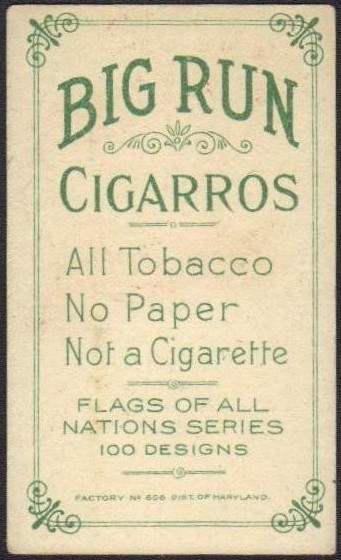 BIG RUN
CIGARROS
All Tobacco
No Paper
Not a Cigarette
FLAGS OF ALL
NATIONS SERIES
100 DESIGNS
FACTORY No 606 DIST. OF MARYLAND.